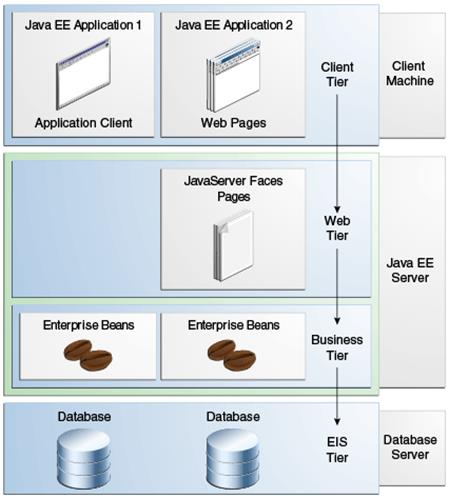 Java EE Application 1
Application Client
Java EE Application 2
Web Pages
Client
Tier
Client
Machine
JavaServer Faces
Pages
Web
Tier
Java EE
Server
Enterprise Beans
Enterprise Beans
Business
Tier
Database
Database
EIS
Tier
Database
Server